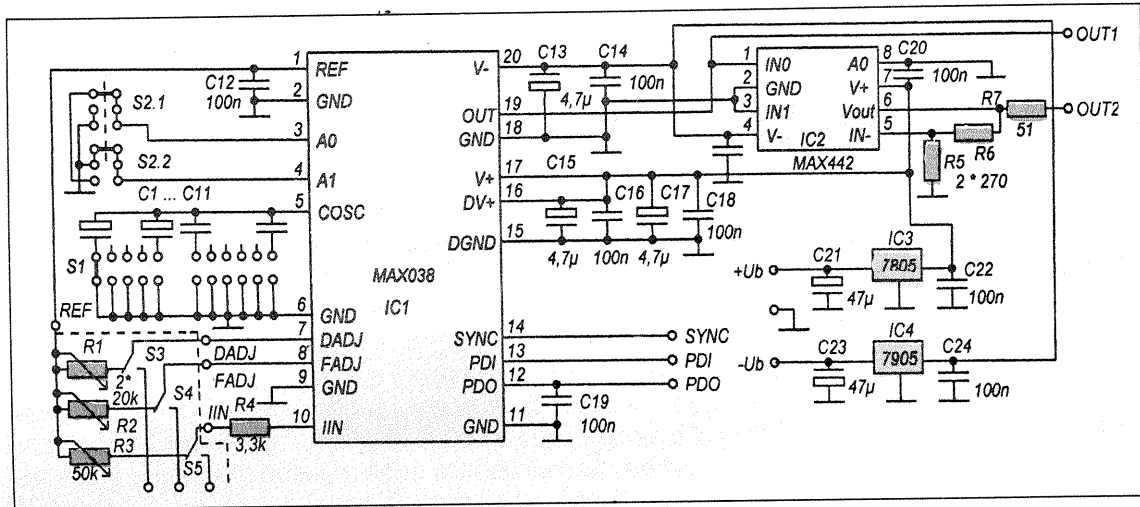 1
REF
C12
100n
2
GND
S2.1
3
A0
S2.2
4
A1
C1 ... C11
5
COSC
S1
REF
6
GND
7
DADJ
DADJ
8
FADJ
FADJ
9
GND
R1
2*
20k
S3
S4
R2
IIN
R4
3,3k
10
IIN
R3
50k
S5
MAX038
IC1
20
V-
C13
4,7µ
C14
100n
19
OUT
18
GND
17
V+
C15
16
DV+
C16
C17
C18
100n
15
DGND
4,7µ
100n
4,7µ
14
SYNC
SYNC
13
PDI
PDI
12
PDO
PDO
C19
100n
11
GND
1
IN0
2
GND
3
IN1
4
V-
IC2
MAX442
8
A0
C20
100n
7
V+
6
Vout
5
IN-
R7
51
R6
R5
2 * 270
OUT1
OUT2
+Ub
C21
47µ
IC3
7805
C22
100n
-Ub
C23
47µ
IC4
7905
C24
100n